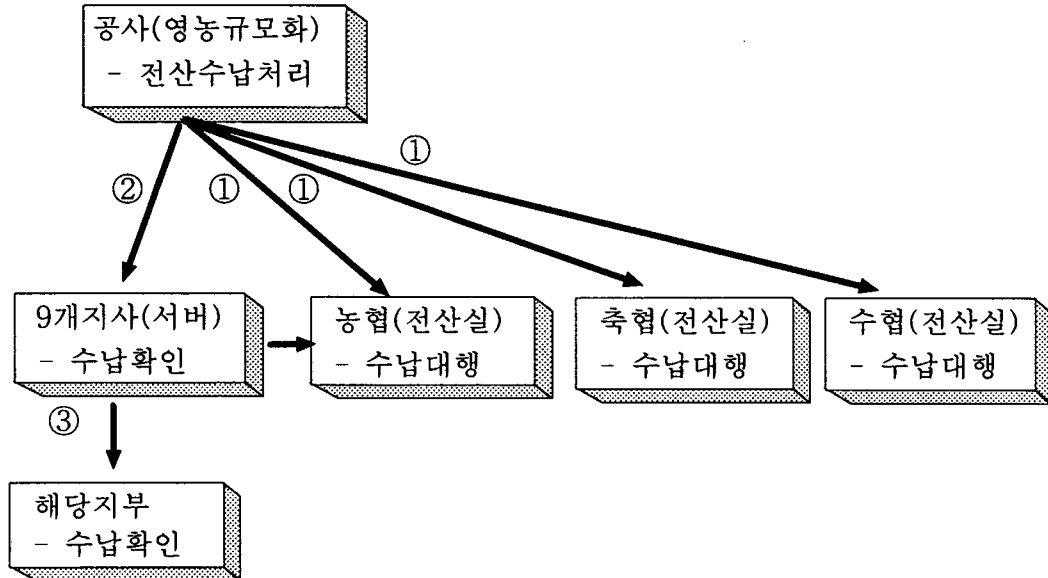 공사(영농규모화)
- 전산수납처리
①
②
①
①
9개지사(서버)
- 수납확인
농협(전산실)
- 수납대행
축협(전산실)
- 수납대행
수협(전산실)
- 수납대행
③
해당지부
- 수납확인